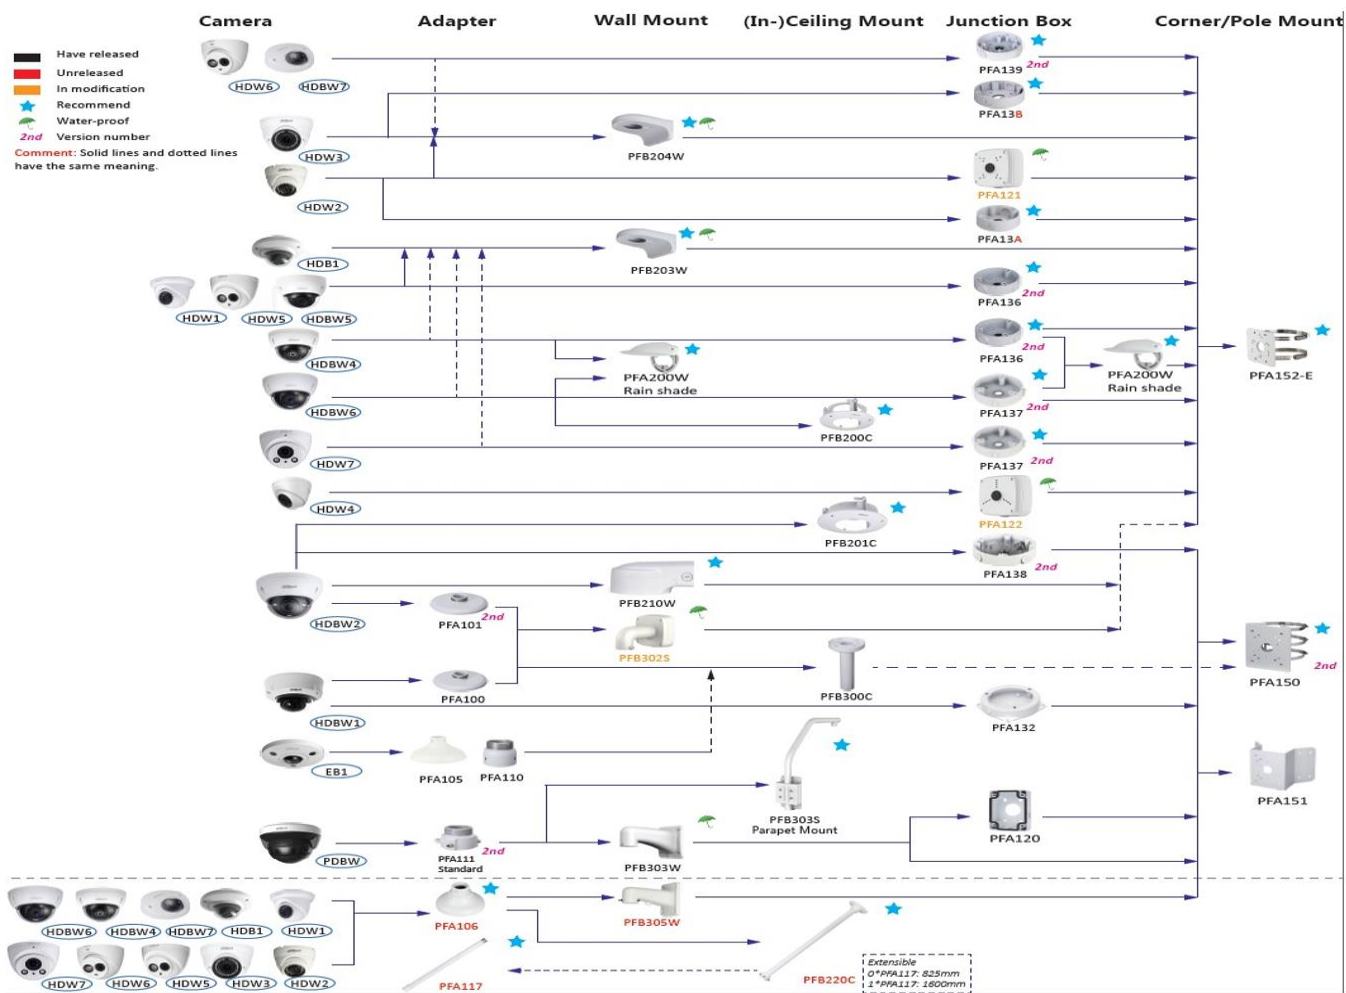 Camera Adapter Wall Mount (In-)Ceiling Mount Junction Box Corner/Pole Mount
Have released
Unreleased
In modification
Recommend
Water-proof
2nd Version number
Comment: Solid lines and dotted lines
have the same meaning.
HDW6 HDBW7
PFA139 2nd
PFA13B
HDW3
PFB204W
HDW2
PFA121
PFA13A
HDB1
PFB203W
HDW1 HDW5 HDBW5
PFA136 2nd
HDBW4
PFA200W
Rain shade
PFA136 2nd
PFA200W
Rain shade
PFA152-E
HDBW6
PFB200C
PFA137 2nd
HDW7
PFA137 2nd
HDW4
PFA122
PFB201C
PFA138 2nd
HDBW2
PFA101 2nd
PFB210W
PFB302S
PFB300C
PFA150 2nd
HDBW1
PFA100
PFA132
EB1
PFA105 PFA110
PFB303S
Parapet Mount
PFA151
PDBW
PFA111
Standard
2nd
PFB303W
PFA120
HDBW6 HDBW4 HDBW7 HDB1 HDW1
PFA106
PFB305W
HDW7 HDW6 HDW5 HDW3 HDW2
PFA117
PFB220C
Extensible
0*PFA117: 825mm
1*PFA117: 1600mm